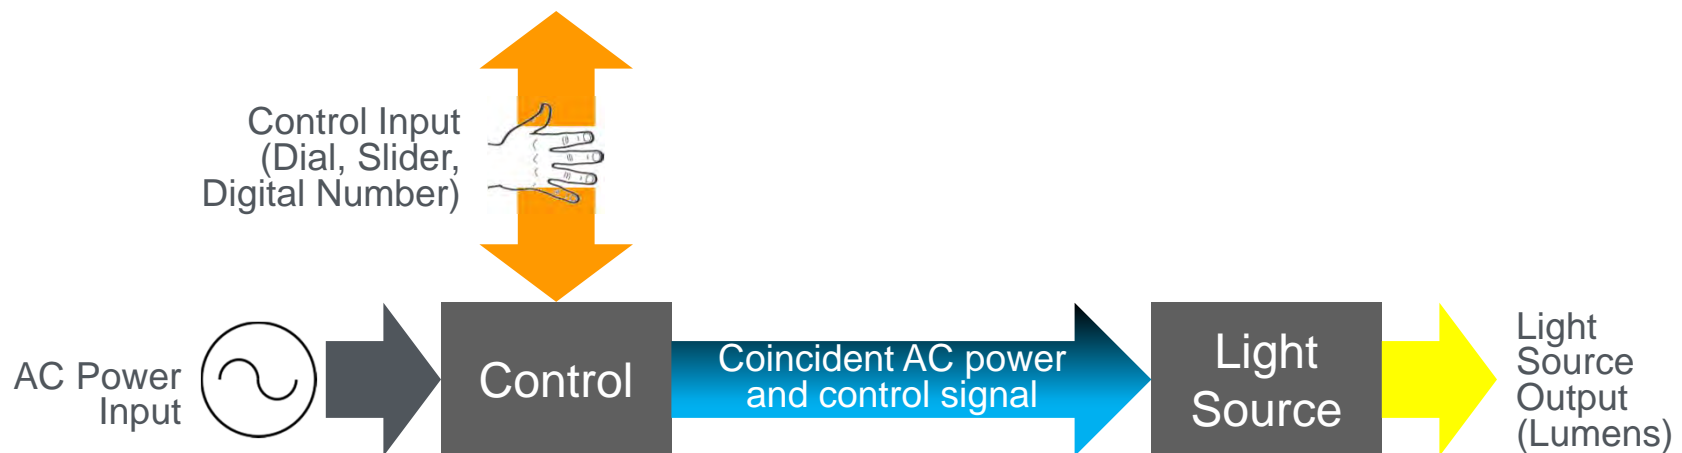 Control Input
(Dial, Slider,
Digital Number)
AC Power
Input
Control
Coincident AC power
and control signal
Light
Source
Light
Source
Output
(Lumens)